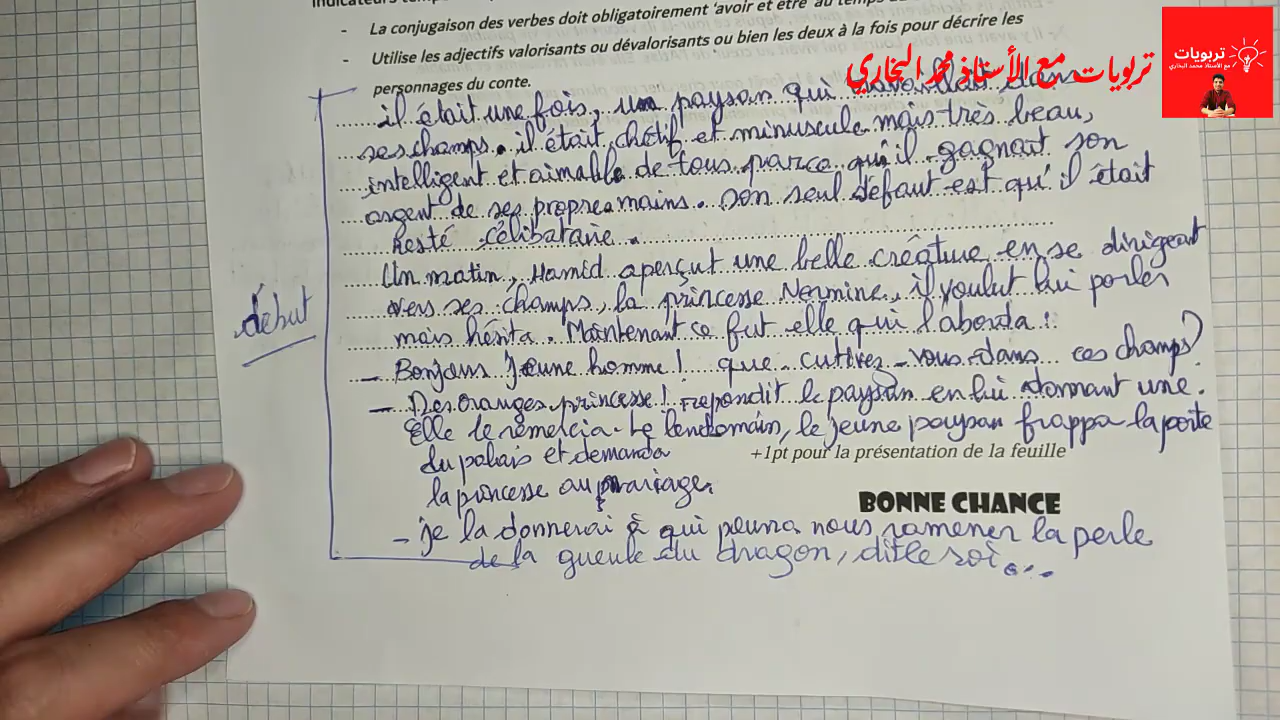 - La conjugaison des verbes doit obligatoirement 'avoir et être' au
- Utilise les adjectifs valorisants ou dévalorisants ou bien les deux à la fois pour décrire les
personnages du conte.
تربويات مع الأستاذ محمد البخاري
تربويات
مع الأستاذ محمد البخاري
il était une fois, un paysan qui travaillait dans
ses champs. il était chétif et minuscule mais très beau,
intelligent et aimable de tous parce qu'il gagnait son
argent de ses propres mains. Son seul défaut est qu'il était
resté célibataire.
Un matin, Hamid aperçut une belle créature en se dirigeant
vers ses champs, la princesse Nermine, il voulut lui parler
mais hésita. Maintenant ce fut elle qui l'aborda !
début
- Bonjour jeune homme ! que cultivez-vous dans ces champs ?
- Des oranges princesse ! répondit le paysan en lui donnant une.
Elle le remercia. Le lendemain, le jeune paysan frappa la porte
du palais et demanda
+1pt pour la présentation de la feuille
la princesse au mariage.
BONNE CHANCE
- je la donnerai à qui pourra nous ramener la perle
de la gueule du dragon, dit le roi...